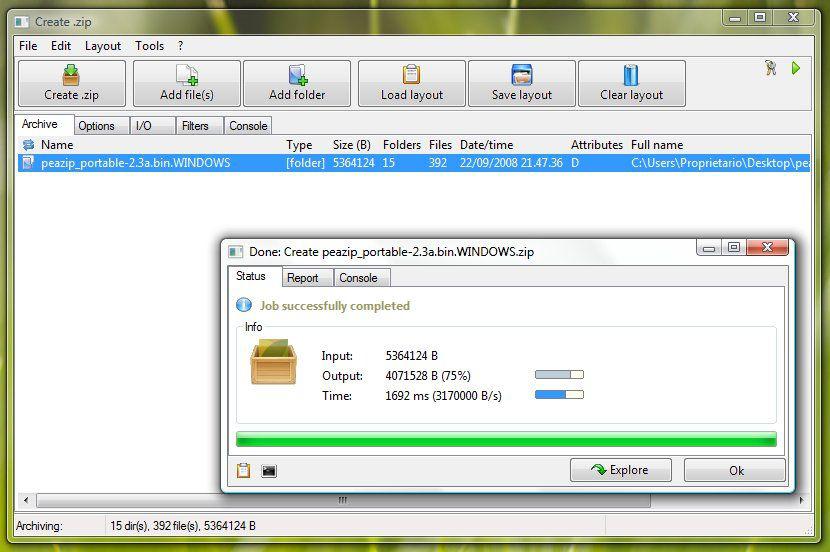 Create .zip
File Edit Layout Tools ?
Create .zip Add file(s) Add folder Load layout Save layout Clear layout
Archive Options I/O Filters Console
Name Type Size (B) Folders Files Date/time Attributes Full name
peazip_portable-2.3a.bin.WINDOWS [folder] 5364124 15 392 22/09/2008 21.47.36 D C:\Users\Proprietario\Desktop\pea
Done: Create peazip_portable-2.3a.bin.WINDOWS.zip
Status Report Console
Job successfully completed
Info
Input: 5364124 B
Output: 4071528 B (75%)
Time: 1692 ms (3170000 B/s)
Explore Ok
Archiving: 15 dir(s), 392 file(s), 5364124 B